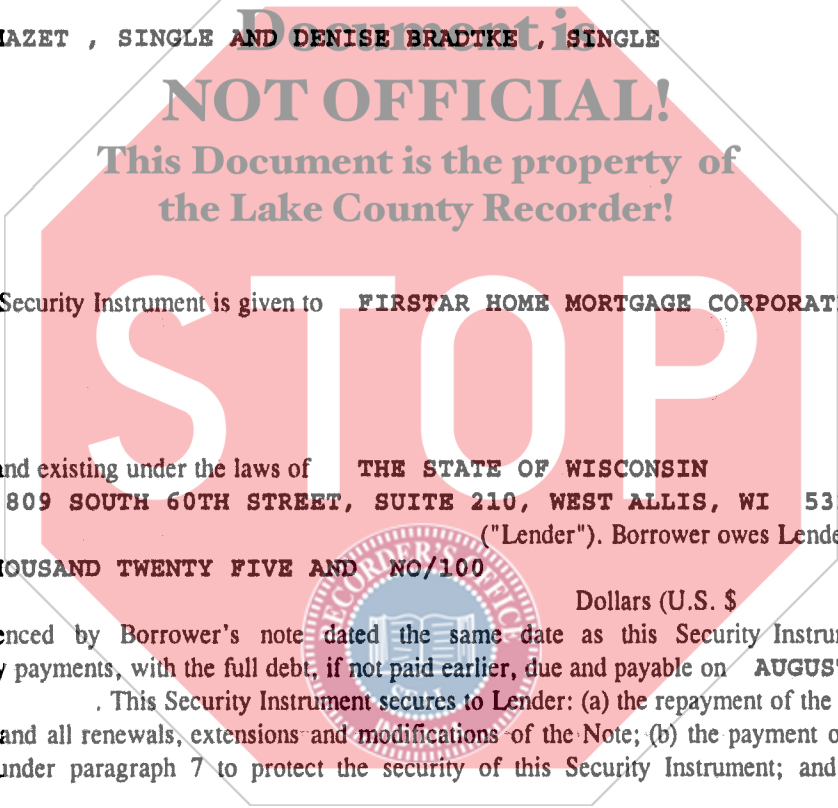 AZET , SINGLE AND DENISE BRADTKE , SINGLE
Document is
NOT OFFICIAL!
This Document is the property of
the Lake County Recorder!
Security Instrument is given to FIRSTAR HOME MORTGAGE CORPORAT
STOP
and existing under the laws of THE STATE OF WISCONSIN
809 SOUTH 60TH STREET, SUITE 210, WEST ALLIS, WI 53
("Lender"). Borrower owes Lende
OUSAND TWENTY FIVE AND NO/100
RECORDER'S OFFICE
Dollars (U.S. $
enced by Borrower's note dated the same date as this Security Instru
payments, with the full debt, if not paid earlier, due and payable on AUGUS
SEAL
. This Security Instrument secures to Lender: (a) the repayment of the
and all renewals, extensions and modifications of the Note; (b) the payment o
under paragraph 7 to protect the security of this Security Instrument; and